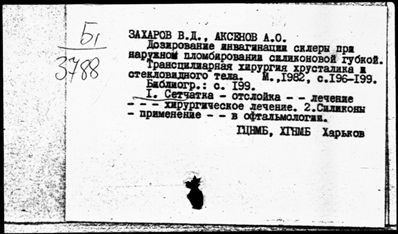 Б1
3788
ЗАХАРОВ В.Д., АКСЕНОВ А.О.
Дозирование инвагинации склеры при
наружном пломбировании силиконовой губкой.
Трансцилиарная хирургия хрусталика и
стекловидного тела. М.,1982, с.196-199.
Библиогр.: с. 199.
1. Сетчатка - отслойка - - лечение
- - - хирургическое лечение. 2.Силиконы
- применение - - в офтальмологии.
ГЦНМБ, ХГНМБ Харьков